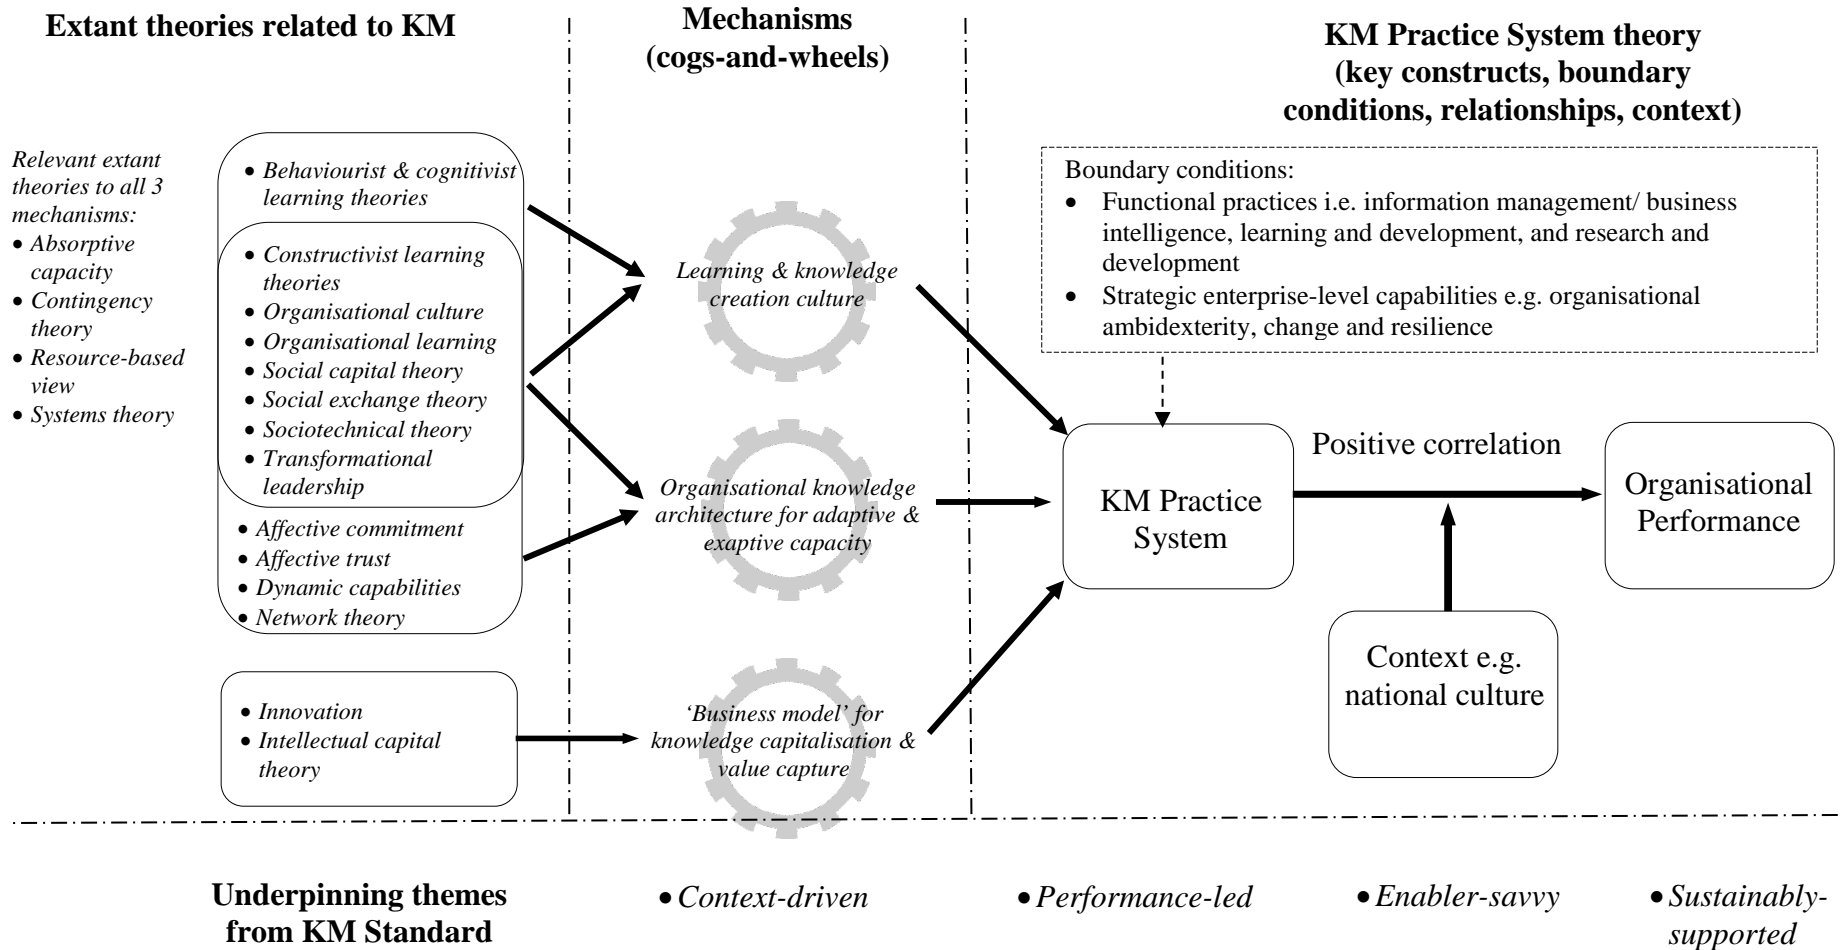 Extant theories related to KM
Mechanisms
(cogs-and-wheels)
KM Practice System theory
(key constructs, boundary
conditions, relationships, context)
Relevant extant
theories to all 3
mechanisms:
• Absorptive
capacity
• Contingency
theory
• Resource-based
view
• Systems theory
• Behaviourist & cognitivist
learning theories
• Constructivist learning
theories
• Organisational culture
• Organisational learning
• Social capital theory
• Social exchange theory
• Sociotechnical theory
• Transformational
leadership
• Affective commitment
• Affective trust
• Dynamic capabilities
• Network theory
• Innovation
• Intellectual capital
theory
Learning & knowledge
creation culture
Organisational knowledge
architecture for adaptive &
exaptive capacity
‘Business model’ for
knowledge capitalisation &
value capture
Boundary conditions:
• Functional practices i.e. information management/ business
intelligence, learning and development, and research and
development
• Strategic enterprise-level capabilities e.g. organisational
ambidexterity, change and resilience
KM Practice
System
Positive correlation
Organisational
Performance
Context e.g.
national culture
Underpinning themes
from KM Standard
• Context-driven
• Performance-led
• Enabler-savvy
• Sustainably-
supported